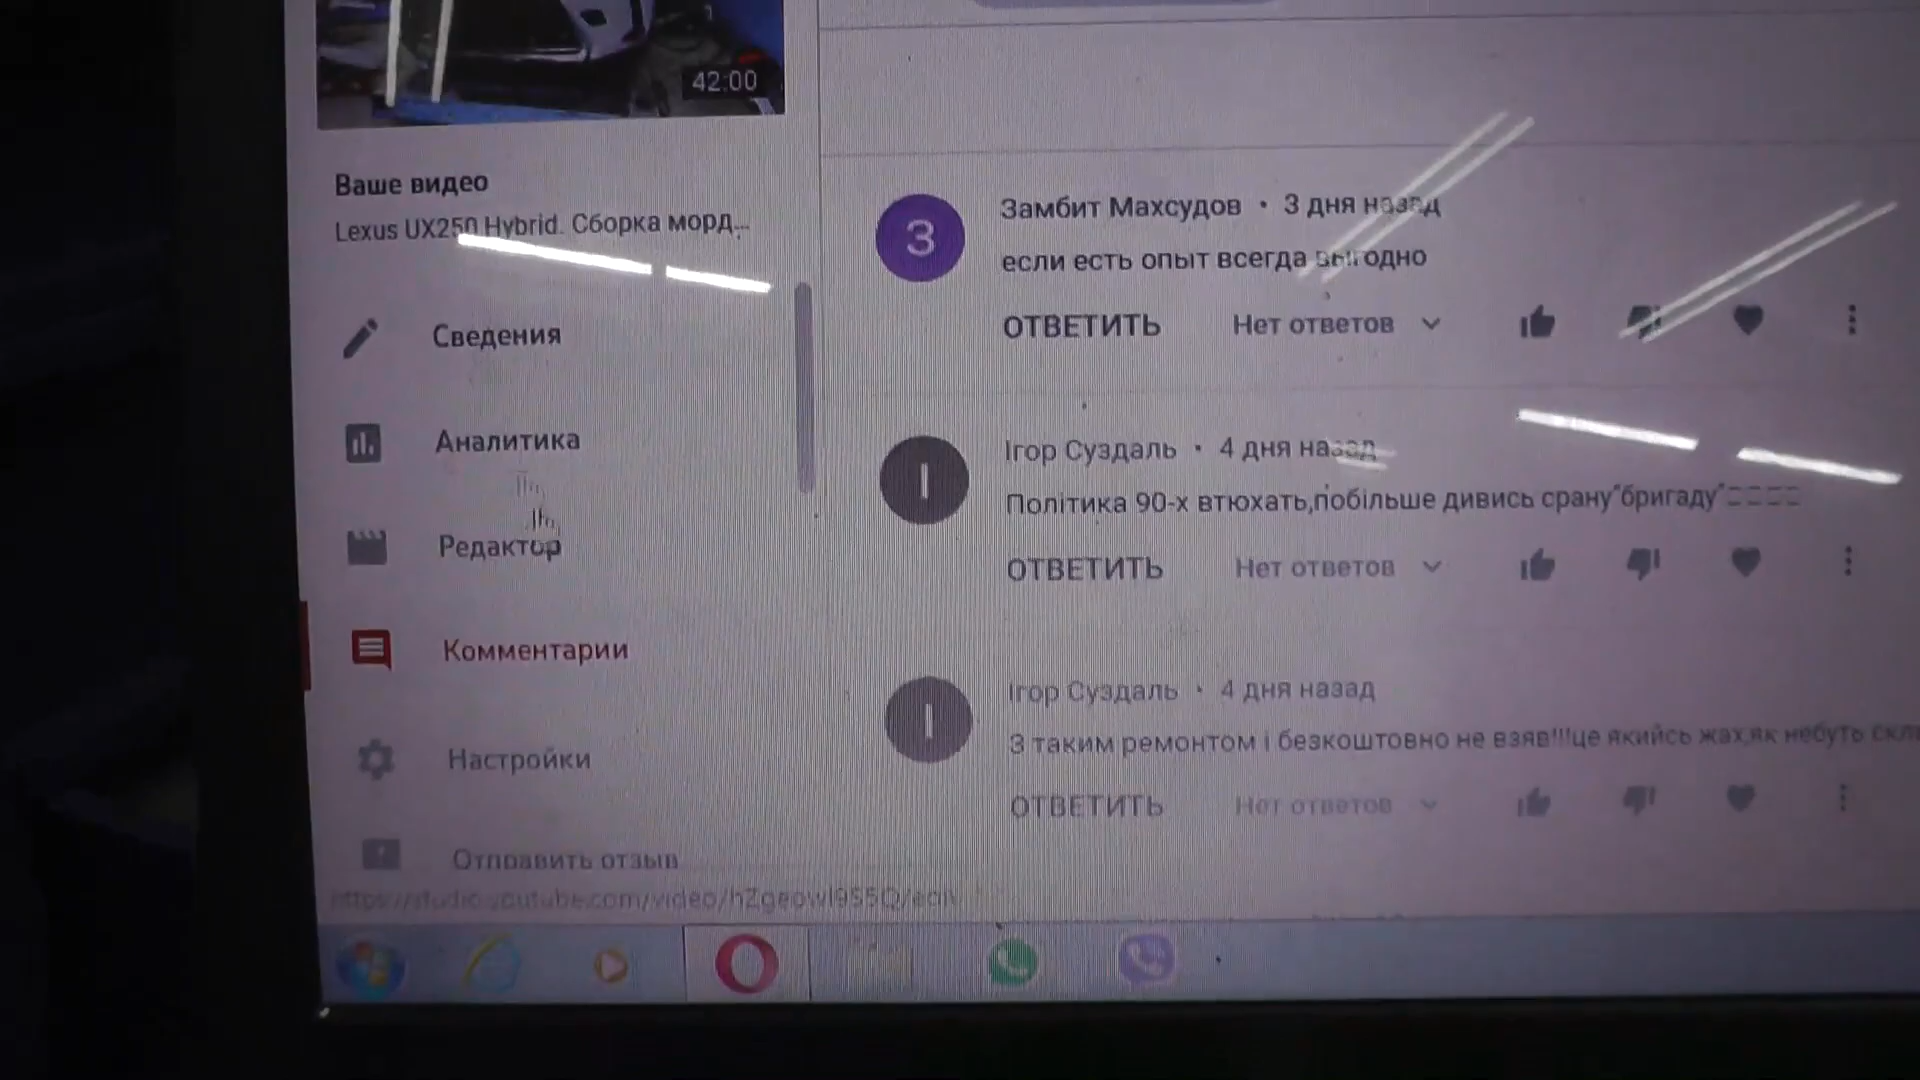 42:00
Ваше видео
Lexus UX250 Hybrid. Сборка морд...
Сведения
Аналитика
Редактор
Комментарии
Настройки
Отправить отзыв
З
Замбит Махсудов • 3 дня назад
если есть опыт всегда выгодно
ОТВЕТИТЬ Нет ответов
І
Ігор Суздаль • 4 дня назад
Політика 90-х втюхать,побільше дивись срану"бригаду"
ОТВЕТИТЬ Нет ответов
І
Ігор Суздаль • 4 дня назад
З таким ремонтом і безкоштовно не взяв!!!це якийсь жах,як небуть
ОТВЕТИТЬ Нет ответов